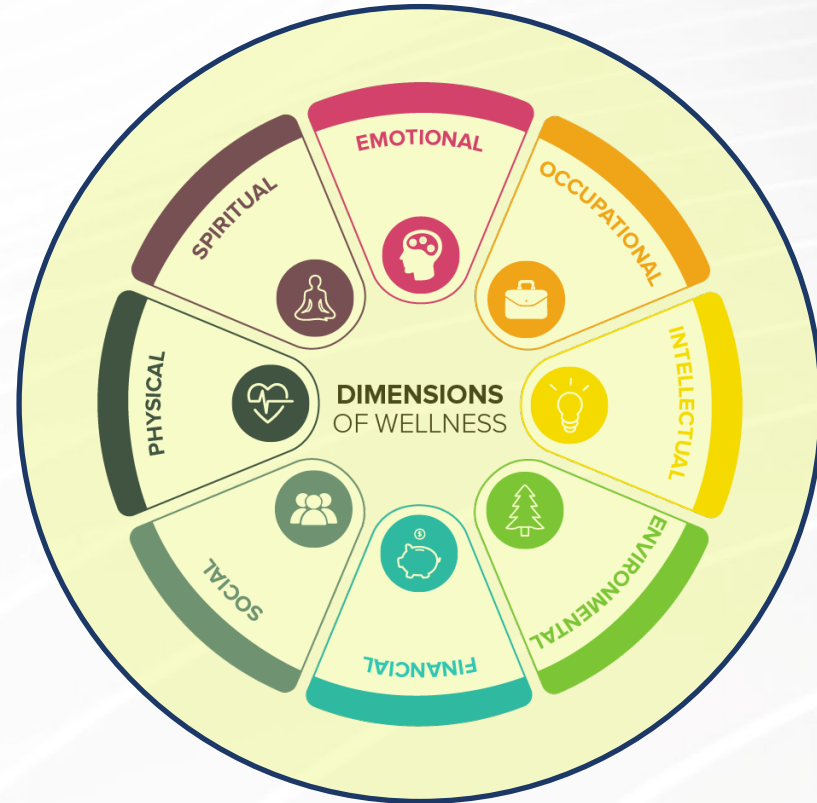 DIMENSIONS
OF WELLNESS
EMOTIONAL
OCCUPATIONAL
INTELLECTUAL
ENVIRONMENTAL
FINANCIAL
SOCIAL
PHYSICAL
SPIRITUAL
$